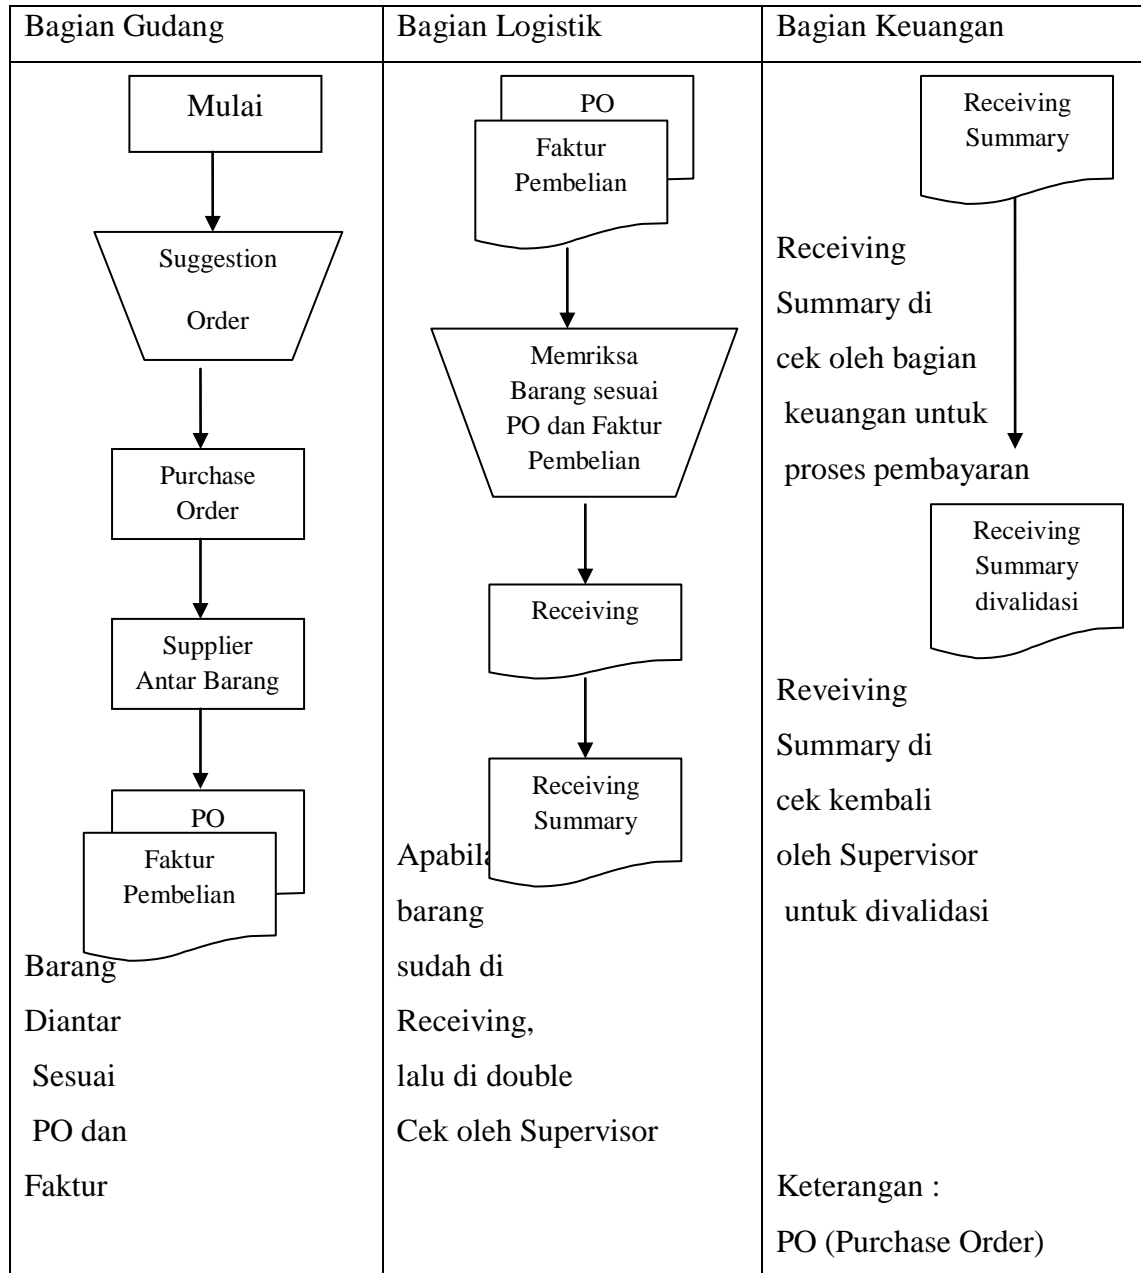 Bagian Gudang
Bagian Logistik
Bagian Keuangan
Mulai
Suggestion
Order
Purchase
Order
Supplier
Antar Barang
PO
Faktur
Pembelian
Barang
Diantar
Sesuai
PO dan
Faktur
PO
Faktur
Pembelian
Memriksa
Barang sesuai
PO dan Faktur
Pembelian
Receiving
Receiving
Summary
Apabila
barang
sudah di
Receiving,
lalu di double
Cek oleh Supervisor
Receiving
Summary
Receiving
Summary di
cek oleh bagian
keuangan untuk
proses pembayaran
Receiving
Summary
divalidasi
Reveiving
Summary di
cek kembali
oleh Supervisor
untuk divalidasi
Keterangan :
PO (Purchase Order)